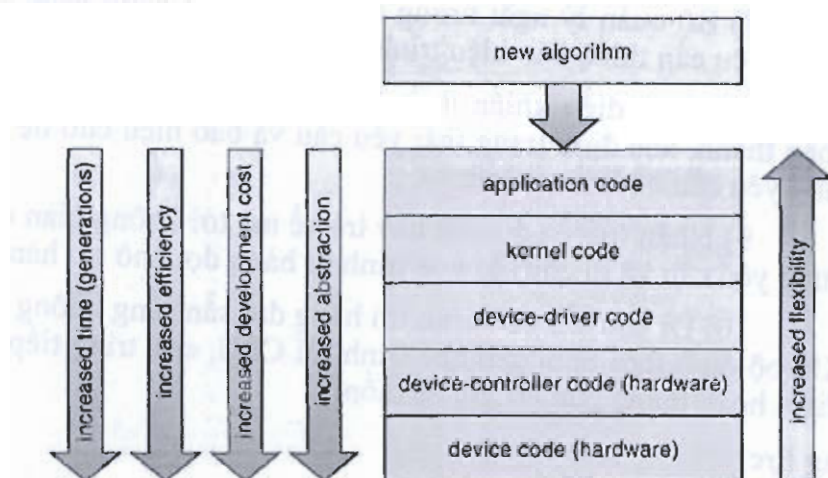 new algorithm
application code
kernel code
device-driver code
device-controller code (hardware)
device code (hardware)
increased time (generations)
increased efficiency
increased development cost
increased abstraction
increased flexibility